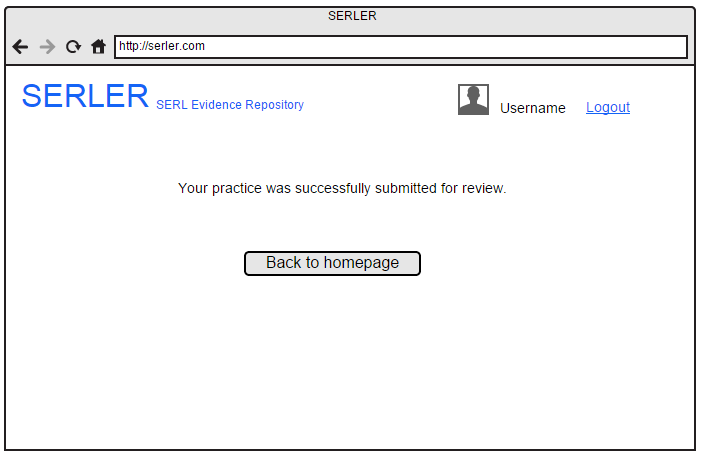 SERLER
http://serler.com
SERLER SERL Evidence Repository
Username Logout
Your practice was successfully submitted for review.
Back to homepage